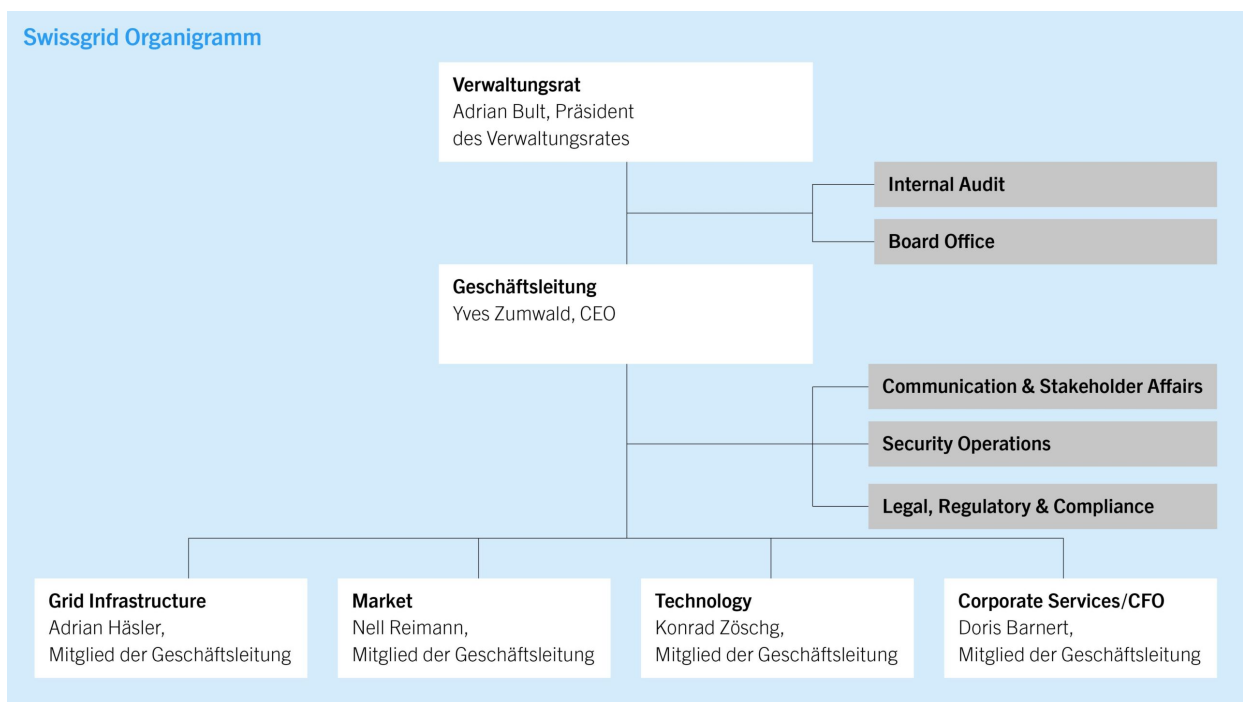 Swissgrid Organigramm
Verwaltungsrat
Adrian Bult, Präsident
des Verwaltungsrates
Internal Audit
Board Office
Geschäftsleitung
Yves Zumwald, CEO
Communication & Stakeholder Affairs
Security Operations
Legal, Regulatory & Compliance
Grid Infrastructure
Adrian Häsler,
Mitglied der Geschäftsleitung
Market
Nell Reimann,
Mitglied der Geschäftsleitung
Technology
Konrad Zöschg,
Mitglied der Geschäftsleitung
Corporate Services/CFO
Doris Barnert,
Mitglied der Geschäftsleitung